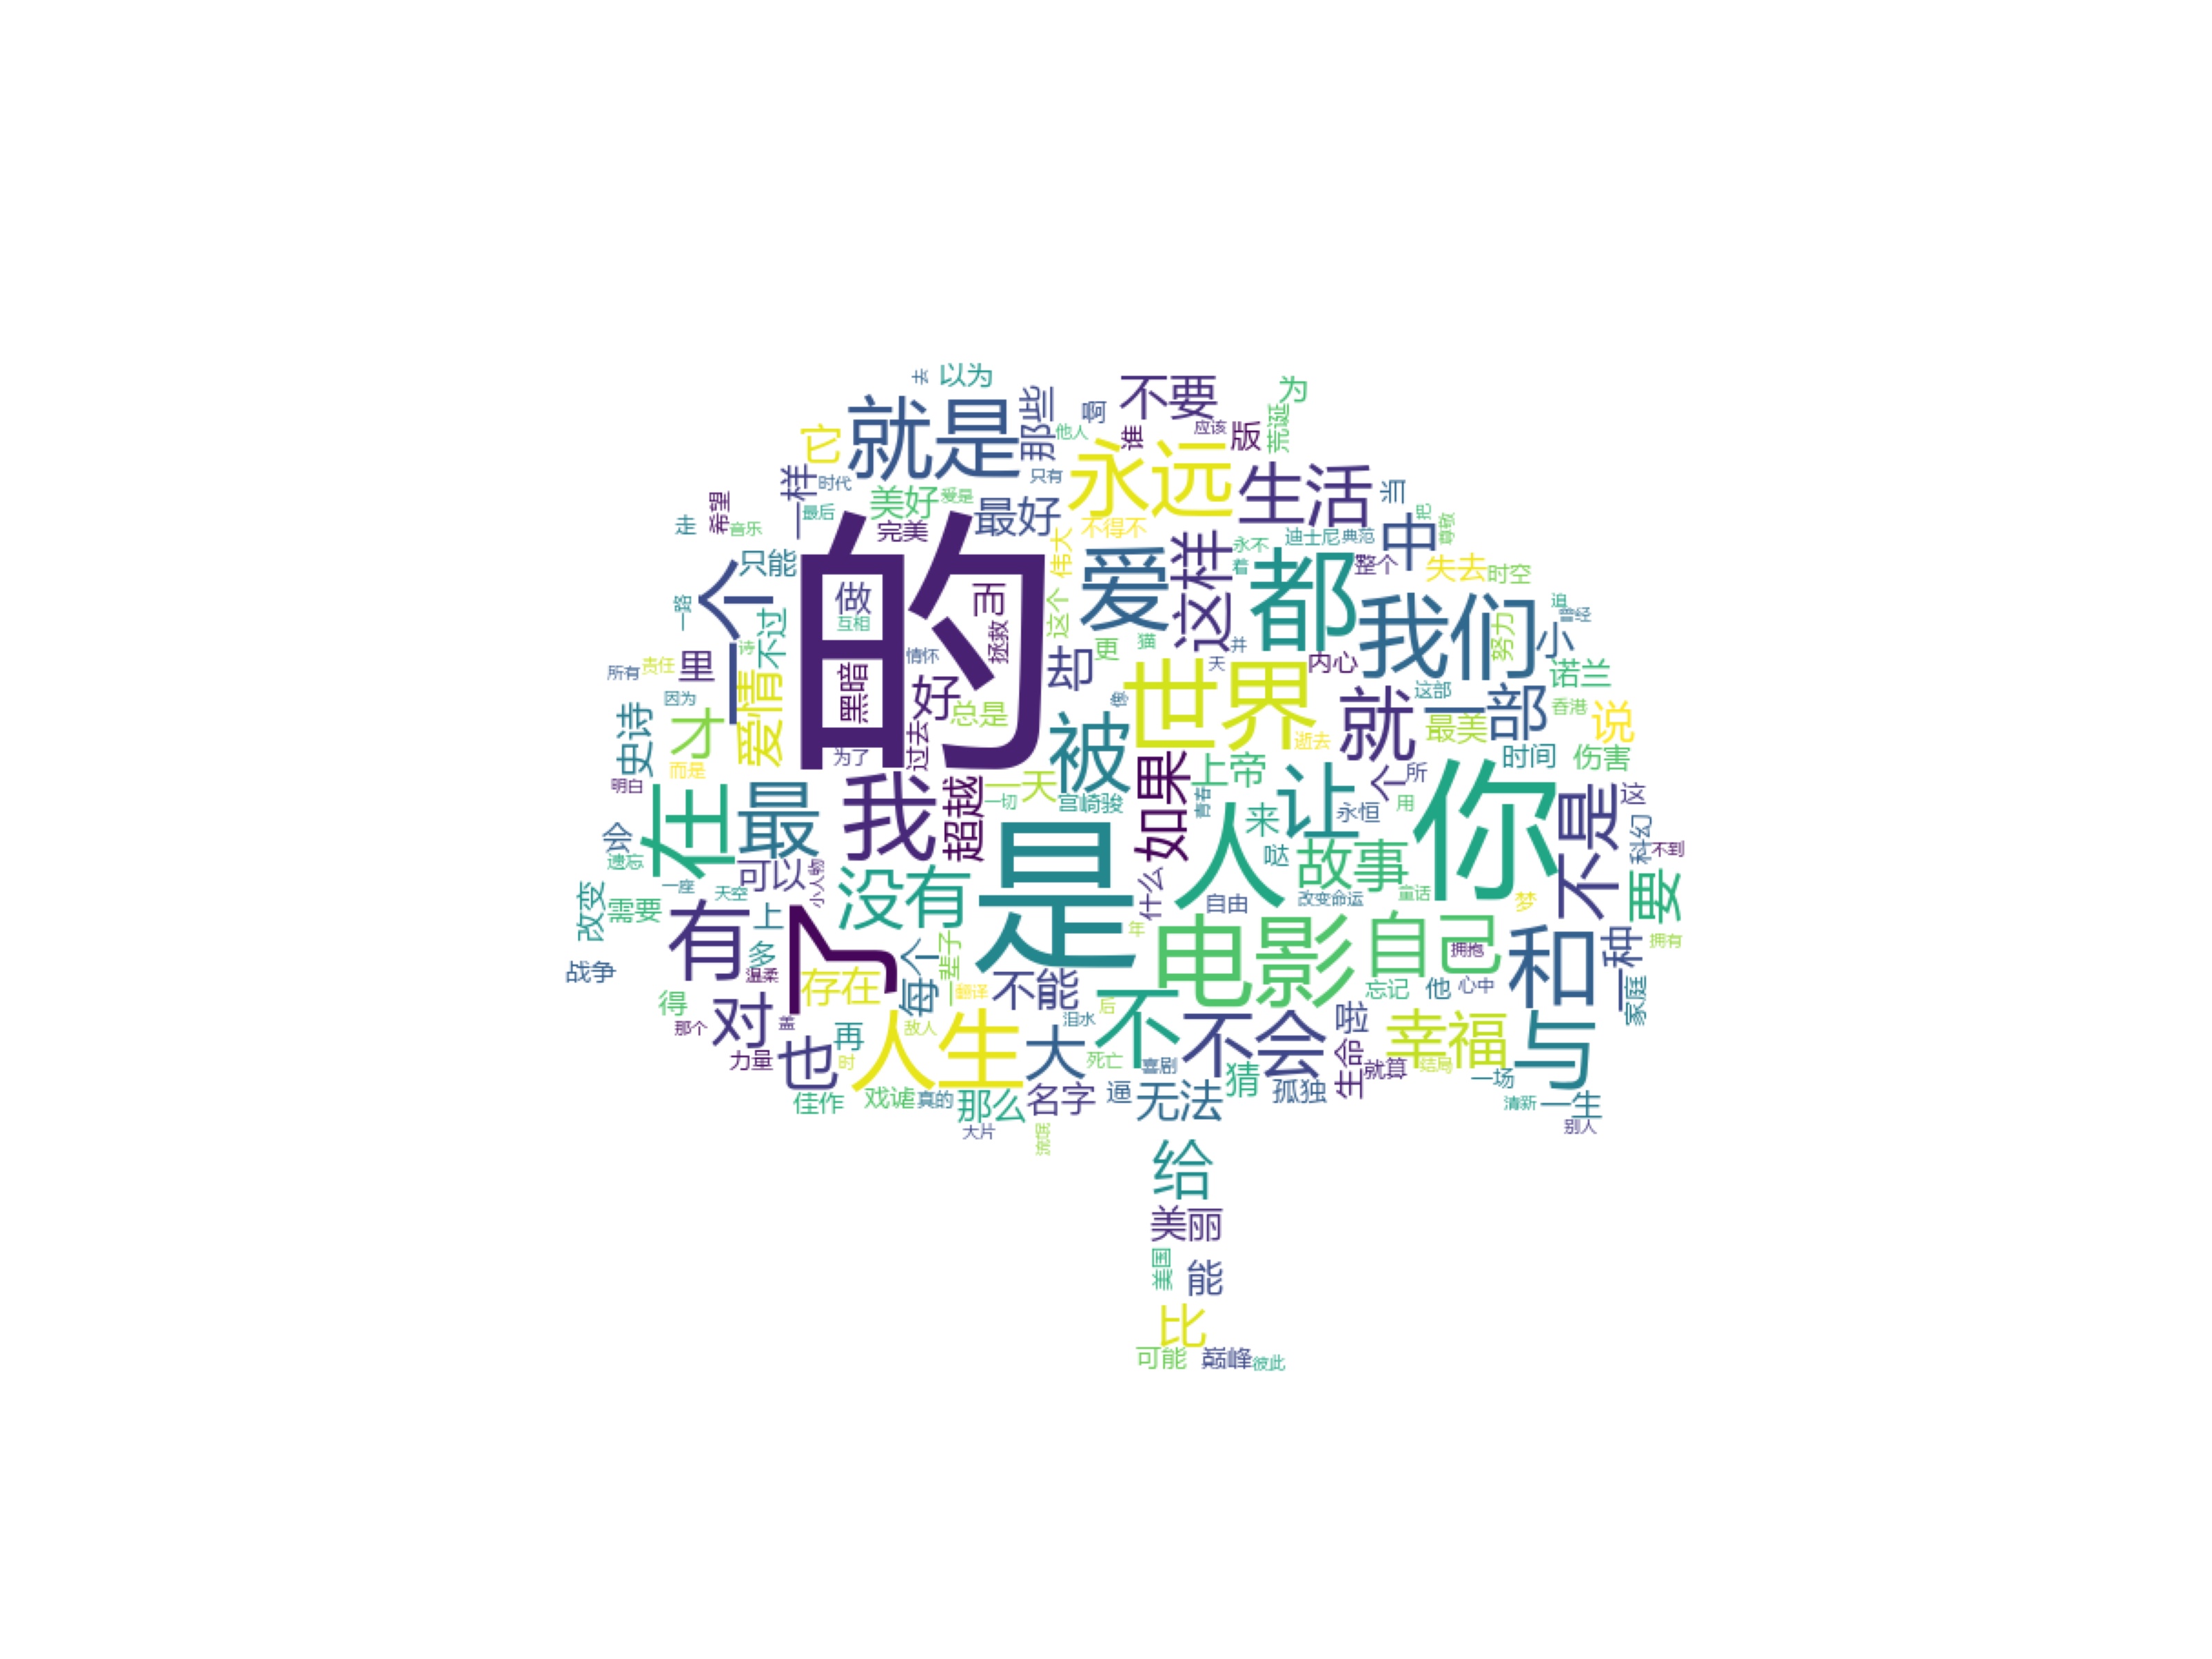 去
以为
不要
为
就是
那些
啊
荒诞
它
他人
谁
应该
版
永远
一样
时代
只有
生活
希望
美好
爱是
最好
走
音乐
最后
完美
不得不
中
把
尊敬
的
爱
这样
永不
迪士尼
典范
都
整个
失去
时空
一个
只能
伟大
着
做
而
这个
我们
追
曾经
一路
互相
拯救
更
猫
并
努力
小
不过
诗
却
天
内心
所有
责任
里
情怀
世界
诺兰
因为
爱情
黑暗
好
像
就
这部
一部
香港
史诗
才
总是
被
最美
说
过去
逝去
为了
时间
伤害
而是
明白
如果
上帝
个
所
在
最
我
超越
一天
一切
宫崎骏
青春
让
永恒
用
你
不是
这
会
是
人
来
科幻
遗忘
可以
小人物
哒
故事
不到
改变
需要
一座
天空
没有
什么
自由
改变命运
童话
梦
要
有
上
年
电影
自己
拥抱
和
一种
拥有
战争
多
温柔
了
存在
每个
一辈子
翻译
不能
忘记
他
心中
家庭
得
后
那个
对
盖
再
敌人
泪水
不
不会
啦
幸福
与
力量
也
时
人生
大
死亡
喜剧
生命
就算
结局
一场
佳作
戏谑
真的
那么
名字
逼
无法
猜
孤独
清新
一生
大片
流氓
别人
给
美丽
美国
能
比
可能
巅峰
彼此